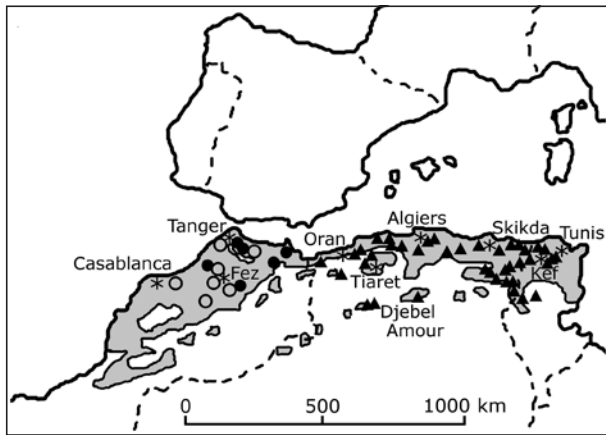 Tanger
Oran
Algiers
Skikda
Tunis
Casablanca
Fez
Tiaret
Kef
Djebel
Amour
0 500 1000 km